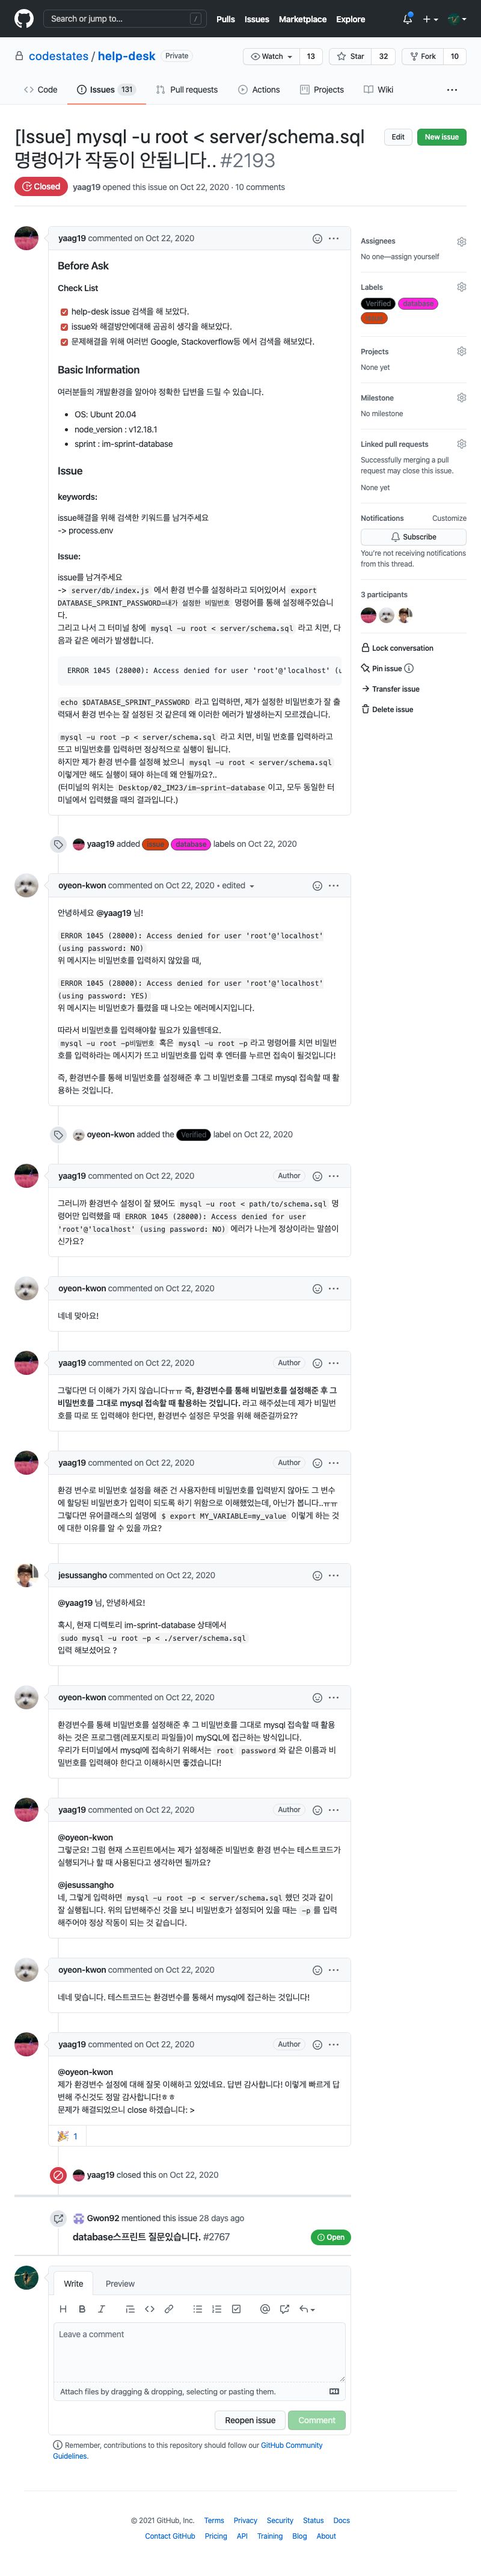 Search or jump to...
/
Pulls Issues Marketplace Explore
codestates / help-desk Private
Watch 13 Star 32 Fork 10
Code Issues 131 Pull requests Actions Projects Wiki
[Issue] mysql -u root < server/schema.sql
명령어가 작동이 안됩니다.. #2193
Edit New issue
Closed yaag19 opened this issue on Oct 22, 2020 · 10 comments
yaag19 commented on Oct 22, 2020
Before Ask
Check List
help-desk issue 검색을 해 보았다.
issue와 해결방안에대해 곰곰히 생각을 해보았다.
문제해결을 위해 여러번 Google, Stackoverflow등 에서 검색을 해보았다.
Basic Information
여러분들의 개발환경을 알아야 정확한 답변을 드릴 수 있습니다.
• OS: Ubunt 20.04
• node_version : v12.18.1
• sprint : im-sprint-database
Issue
keywords:
issue해결을 위해 검색한 키워드를 남겨주세요
-> process.env
Issue:
issue를 남겨주세요
-> server/db/index.js 에서 환경 변수를 설정하라고 되어있어서 export
DATABASE_SPRINT_PASSWORD=내가 설정한 비밀번호 명령어를 통해 설정해주었습니
다.
그리고 나서 그 터미널 창에 mysql -u root < server/schema.sql 라고 치면, 다
음과 같은 에러가 발생합니다.
ERROR 1045 (28000): Access denied for user 'root'@'localhost' (u
echo $DATABASE_SPRINT_PASSWORD 라고 입력하면, 제가 설정한 비밀번호가 잘 출
력돼서 환경 변수는 잘 설정된 것 같은데 왜 이러한 에러가 발생하는지 모르겠습니다.
mysql -u root -p < server/schema.sql 라고 치면, 비밀 번호를 입력하라고
뜨고 비밀번호를 입력하면 정상적으로 실행이 됩니다.
하지만 제가 환경 변수를 설정해 놨으니 mysql -u root < server/schema.sql
이렇게만 해도 실행이 돼야 하는데 왜 안될까요?..
(터미널의 위치는 Desktop/02_IM23/im-sprint-database 이고, 모두 동일한 터
미널에서 입력했을 때의 결과입니다.)
Assignees
No one—assign yourself
Labels
Verified database
issue
Projects
None yet
Milestone
No milestone
Linked pull requests
Successfully merging a pull
request may close this issue.
None yet
Notifications Customize
Subscribe
You're not receiving notifications
from this thread.
3 participants
Lock conversation
Pin issue
Transfer issue
Delete issue
yaag19 added issue database labels on Oct 22, 2020
oyeon-kwon commented on Oct 22, 2020 • edited
안녕하세요 @yaag19 님!
ERROR 1045 (28000): Access denied for user 'root'@'localhost'
(using password: NO)
위 메시지는 비밀번호를 입력하지 않았을 때,
ERROR 1045 (28000): Access denied for user 'root'@'localhost'
(using password: YES)
위 메시지는 비밀번호가 틀렸을 때 나오는 에러메시지입니다.
따라서 비밀번호를 입력해야할 필요가 있을텐데요.
mysql -u root -p비밀번호 혹은 mysql -u root -p 라고 명령어를 치면 비밀번
호를 입력하라는 메시지가 뜨고 비밀번호를 입력 후 엔터를 누르면 접속이 될것입니다!
즉, 환경변수를 통해 비밀번호를 설정해준 후 그 비밀번호를 그대로 mysql 접속할 때 활
용하는 것입니다.
oyeon-kwon added the Verified label on Oct 22, 2020
yaag19 commented on Oct 22, 2020 Author
그러니까 환경변수 설정이 잘 됐어도 mysql -u root < path/to/schema.sql 명
령어만 입력했을 때 ERROR 1045 (28000): Access denied for user
'root'@'localhost' (using password: NO) 에러가 나는게 정상이라는 말씀이
신가요?
oyeon-kwon commented on Oct 22, 2020
네네 맞아요!
yaag19 commented on Oct 22, 2020 Author
그렇다면 더 이해가 가지 않습니다ㅠㅠ 즉, 환경변수를 통해 비밀번호를 설정해준 후 그
비밀번호를 그대로 mysql 접속할 때 활용하는 것입니다. 라고 해주셨는데 제가 비밀번
호를 따로 또 입력해야 한다면, 환경변수 설정은 무엇을 위해 해준걸까요??
yaag19 commented on Oct 22, 2020 Author
환경 변수로 비밀번호 설정을 해준 건 사용자한테 비밀번호를 입력받지 않아도 그 변수
에 할당된 비밀번호가 입력이 되도록 하기 위함으로 이해했었는데, 아닌가 봅니다..ㅠㅠ
그렇다면 유어클래스의 설명에 $ export MY_VARIABLE=my_value 이렇게 하는 것
에 대한 이유를 알 수 있을 까요?
jesussangho commented on Oct 22, 2020
@yaag19 님, 안녕하세요!
혹시, 현재 디렉토리 im-sprint-database 상태에서
sudo mysql -u root -p < ./server/schema.sql
입력 해보셨어요 ?
oyeon-kwon commented on Oct 22, 2020
환경변수를 통해 비밀번호를 설정해준 후 그 비밀번호를 그대로 mysql 접속할 때 활용
하는 것은 프로그램(레포지토리 파일들)이 mySQL에 접근하는 방식입니다.
우리가 터미널에서 mysql에 접속하기 위해서는 root password 와 같은 이름과 비
밀번호를 입력해야 한다고 이해하시면 좋겠습니다!
yaag19 commented on Oct 22, 2020 Author
@oyeon-kwon
그렇군요! 그럼 현재 스프린트에서는 제가 설정해준 비밀번호 환경 변수는 테스트코드가
실행되거나 할 때 사용된다고 생각하면 될까요?
@jesussangho
네, 그렇게 입력하면 mysql -u root -p < server/schema.sql 했던 것과 같이
잘 실행됩니다. 위의 답변해주신 것을 보니 비밀번호가 설정되어 있을 때는 -p 를 입력
해주어야 정상 작동이 되는 것 같습니다.
oyeon-kwon commented on Oct 22, 2020
네네 맞습니다. 테스트코드는 환경변수를 통해서 mysql에 접근하는 것입니다!
yaag19 commented on Oct 22, 2020 Author
@oyeon-kwon
제가 환경변수 설정에 대해 잘못 이해하고 있었네요. 답변 감사합니다! 이렇게 빠르게 답
변해 주신것도 정말 감사합니다!ㅎㅎ
문제가 해결되었으니 close 하겠습니다: >
🎉 1
yaag19 closed this on Oct 22, 2020
Gwon92 mentioned this issue 28 days ago
database스프린트 질문있습니다. #2767
Open
Write Preview
Leave a comment
Attach files by dragging & dropping, selecting or pasting them.
Reopen issue Comment
Remember, contributions to this repository should follow our GitHub Community
Guidelines.
© 2021 GitHub, Inc. Terms Privacy Security Status Docs
Contact GitHub Pricing API Training Blog About